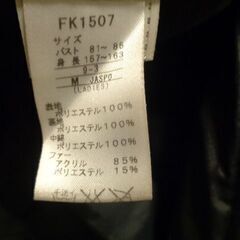 FK1507
サイズ
バスト 81~86
身長 157~163
9-3
M JASPO
(LADIES)
表地
ポリエステル100%
裏地
ポリエステル100%
中綿
ポリエステル100%
ファー
アクリル 85%
ポリエステル 15%